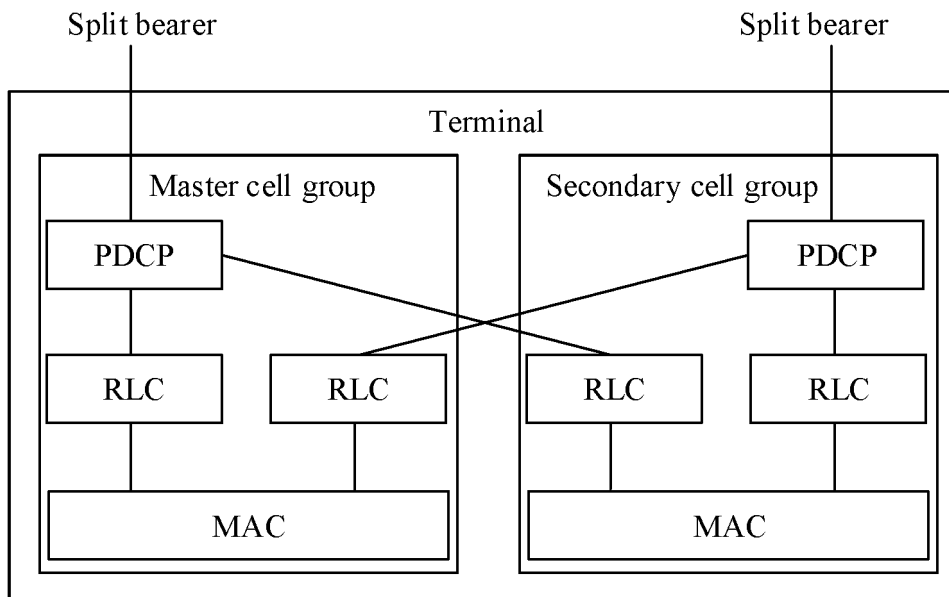 Split bearer
Split bearer
Terminal
Master cell group
Secondary cell group
PDCP
PDCP
RLC
RLC
RLC
RLC
MAC
MAC